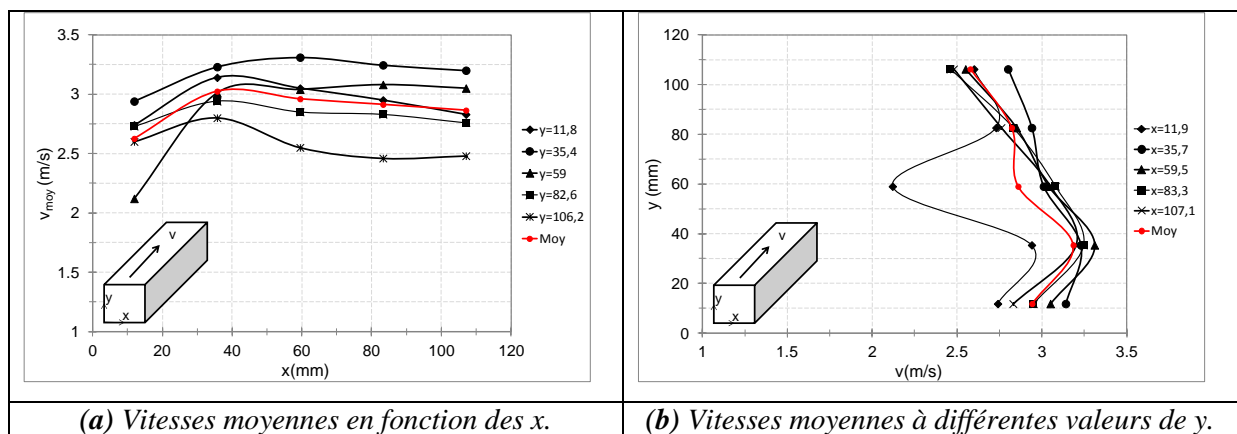 3.5
3
2.5
2
1.5
1
v_moy (m/s)
0 20 40 60 80 100 120
x(mm)
y=11,8
y=35,4
y=59
y=82,6
y=106,2
Moy
v
y
x
120
100
80
60
40
20
0
y (mm)
1 1.5 2 2.5 3 3.5
v(m/s)
x=11,9
x=35,7
x=59,5
x=83,3
x=107,1
Moy
v
y
x
(a) Vitesses moyennes en fonction des x.
(b) Vitesses moyennes à différentes valeurs de y.